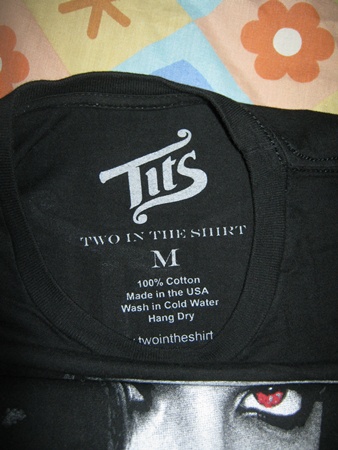 TITS
TWO IN THE SHIRT
M
100% Cotton
Made in the USA
Wash in Cold Water
Hang Dry
twointheshirt